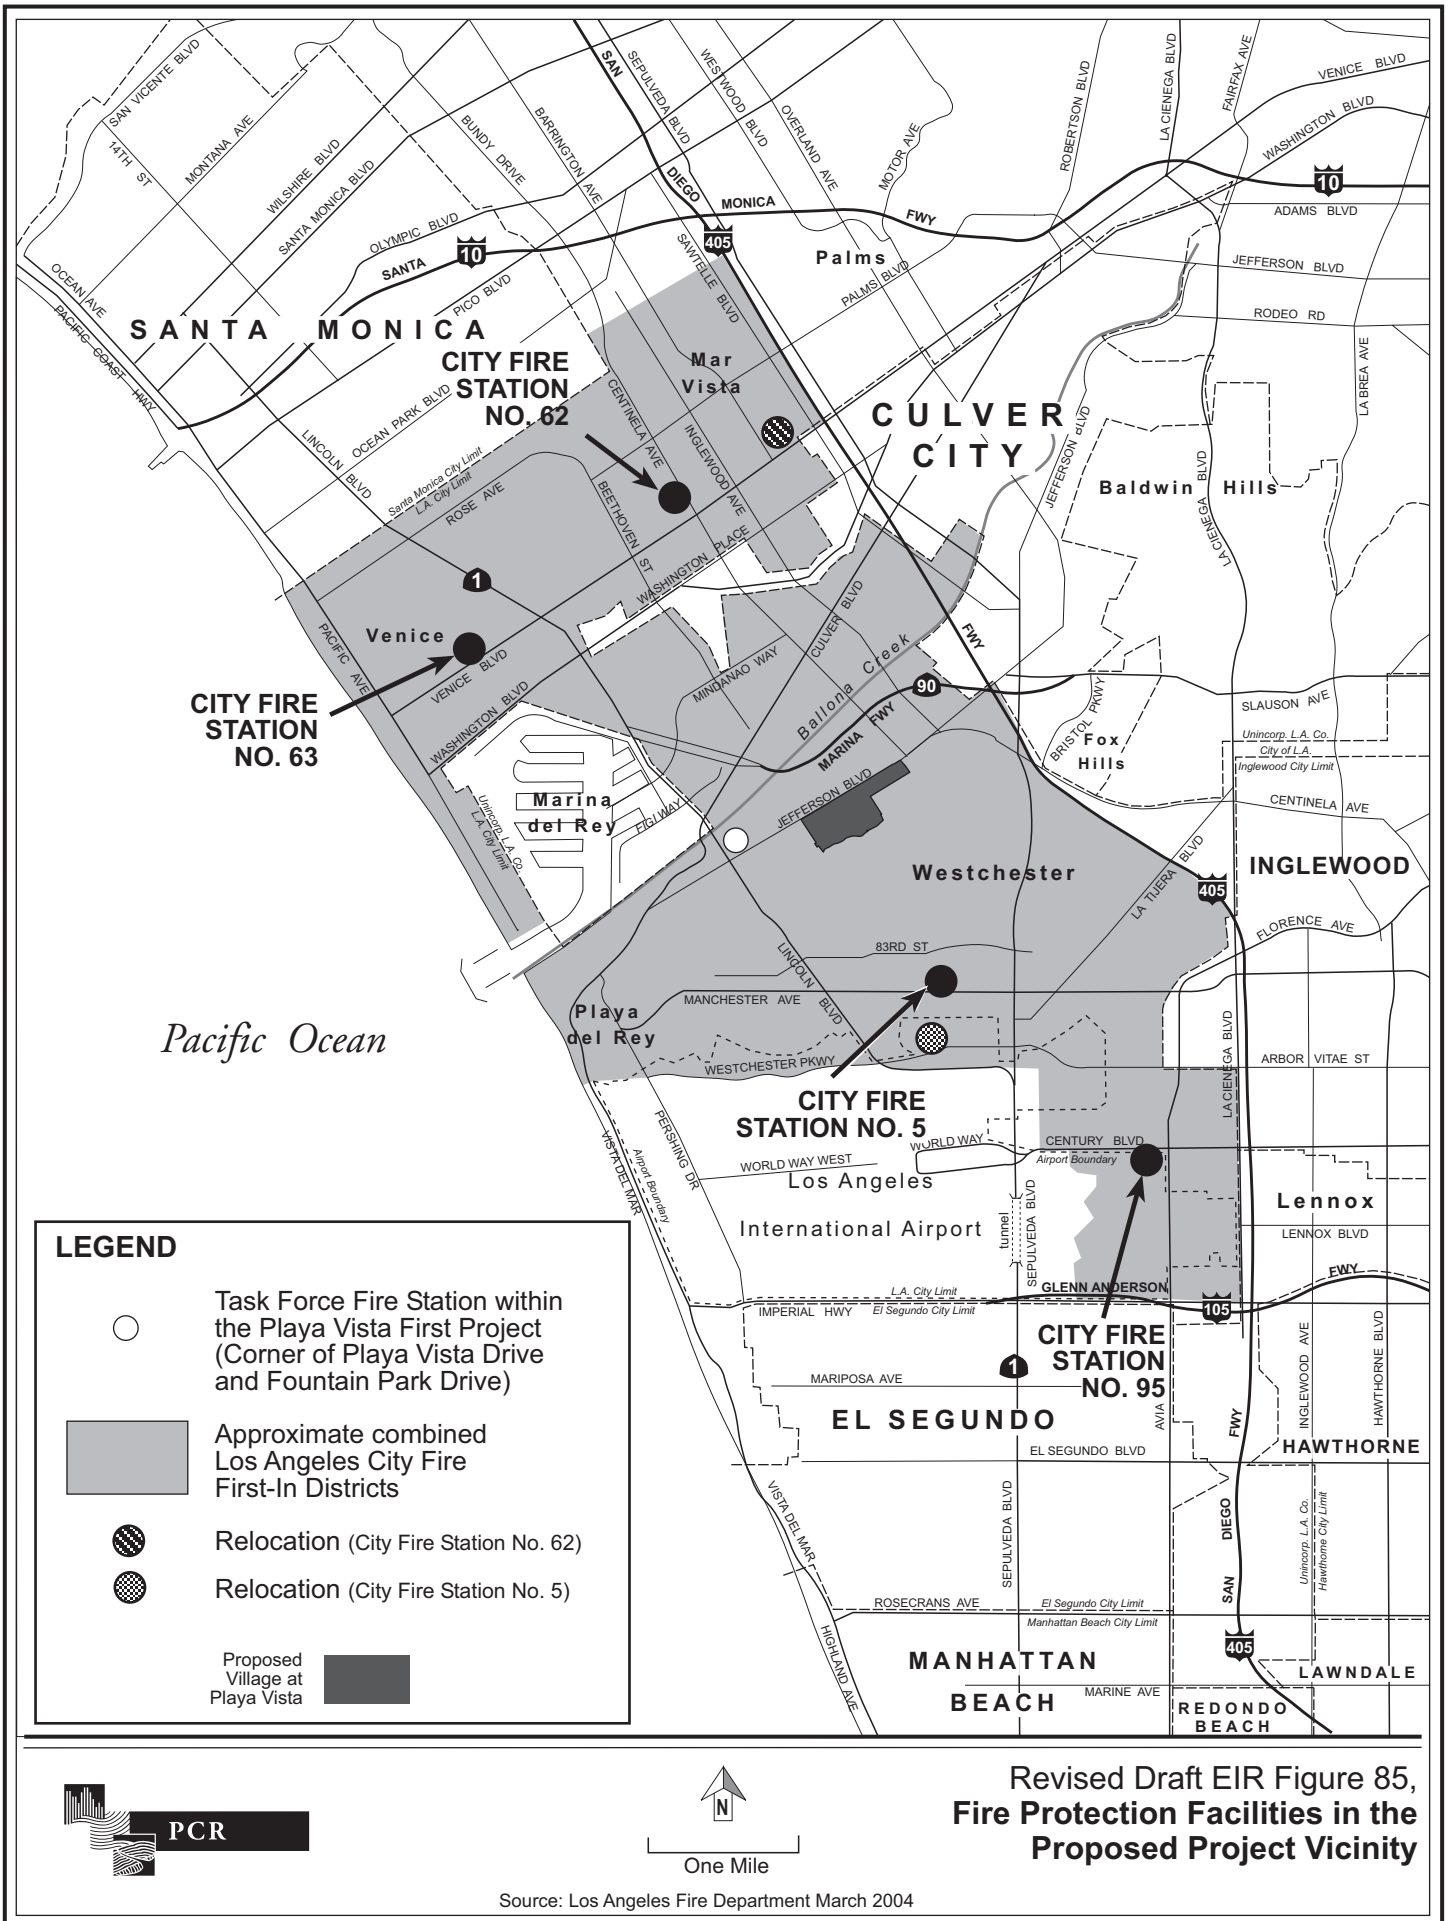 SAN VICENTE BLVD
14TH ST
MONTANA AVE
WILSHIRE BLVD
SANTA MONICA BLVD
OLYMPIC BLVD
BUNDY DRIVE
BARRINGTON AVE
SAN
DIEGO
SEPULVEDA BLVD
WESTWOOD BLVD
OVERLAND AVE
MOTOR AVE
ROBERTSON BLVD
LA CIENEGA BLVD
FAIRFAX AVE
VENICE BLVD
WASHINGTON BLVD
10
ADAMS BLVD
OCEAN AVE
PACIFIC COAST HWY
SANTA
10
MONICA
FWY
405
SAWTELLE BLVD
Palms
PALMS BLVD
JEFFERSON BLVD
RODEO RD
LA BREA AVE
PICO BLVD
SANTA MONICA
OCEAN PARK BLVD
LINCOLN BLVD
CITY FIRE
STATION
NO. 62
Mar
Vista
CENTINELA AVE
INGLEWOOD AVE
CULVER
CITY
JEFFERSON BLVD
Baldwin Hills
LA CIENEGA BLVD
LA CIENEGA BLVD
Santa Monica City Limit
L.A. City Limit
ROSE AVE
BEETHOVEN ST
WASHINGTON PLACE
1
Venice
PACIFIC AVE
VENICE BLVD
WASHINGTON BLVD
CITY FIRE
STATION
NO. 63
MINDANAO WAY
CULVER BLVD
Ballona Creek
FWY
90
MARINA FWY
BRISTOL PKWY
Fox
Hills
SLAUSON AVE
Unincorp. L.A. Co.
City of L.A.
Inglewood City Limit
CENTINELA AVE
Marina
del Rey
Unincorp. L.A. Co.
L.A. City Limit
FIGI WAY
JEFFERSON BLVD
Westchester
LA TIJERA BLVD
INGLEWOOD
405
FLORENCE AVE
83RD ST
LINCOLN BLVD
MANCHESTER AVE
Playa
del Rey
Pacific Ocean
WESTCHESTER PKWY
ARBOR VITAE ST
LA CIENEGA BLVD
CITY FIRE
STATION NO. 5
PERSHING DR
VISTA DEL MAR
Airport Boundary
WORLD WAY
WORLD WAY WEST
CENTURY BLVD
Airport Boundary
Los Angeles
International Airport
tunnel
SEPULVEDA BLVD
Lennox
LENNOX BLVD
L.A. City Limit
GLENN ANDERSON
FWY
IMPERIAL HWY
El Segundo City Limit
105
CITY FIRE
STATION
NO. 95
1
MARIPOSA AVE
AVIA
INGLEWOOD AVE
HAWTHORNE BLVD
EL SEGUNDO
EL SEGUNDO BLVD
FWY
HAWTHORNE
VISTA DEL MAR
SEPULVEDA BLVD
DIEGO
SAN
Unincorp. L.A. Co.
Hawthorne City Limit
ROSECRANS AVE
El Segundo City Limit
Manhattan Beach City Limit
HIGHLAND AVE
405
MANHATTAN
BEACH
MARINE AVE
LAWNDALE
REDONDO
BEACH
LEGEND
Task Force Fire Station within
the Playa Vista First Project
(Corner of Playa Vista Drive
and Fountain Park Drive)
Approximate combined
Los Angeles City Fire
First-In Districts
Relocation (City Fire Station No. 62)
Relocation (City Fire Station No. 5)
Proposed
Village at
Playa Vista
PCR
N
One Mile
Revised Draft EIR Figure 85,
Fire Protection Facilities in the
Proposed Project Vicinity
Source: Los Angeles Fire Department March 2004